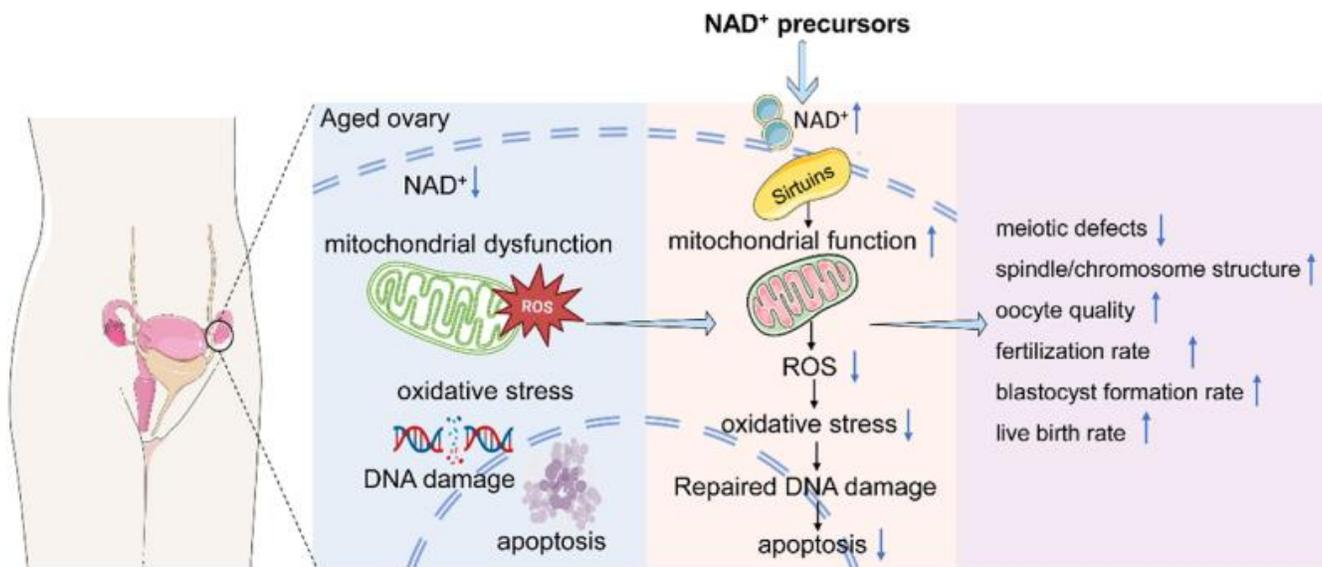 NAD⁺ precursors
Aged ovary
NAD⁺ ↓
mitochondrial dysfunction
ROS
oxidative stress
DNA damage
apoptosis
NAD⁺ ↑
Sirtuins
mitochondrial function ↑
ROS ↓
oxidative stress ↓
Repaired DNA damage
apoptosis ↓
meiotic defects ↓
spindle/chromosome structure ↑
oocyte quality ↑
fertilization rate ↑
blastocyst formation rate ↑
live birth rate ↑